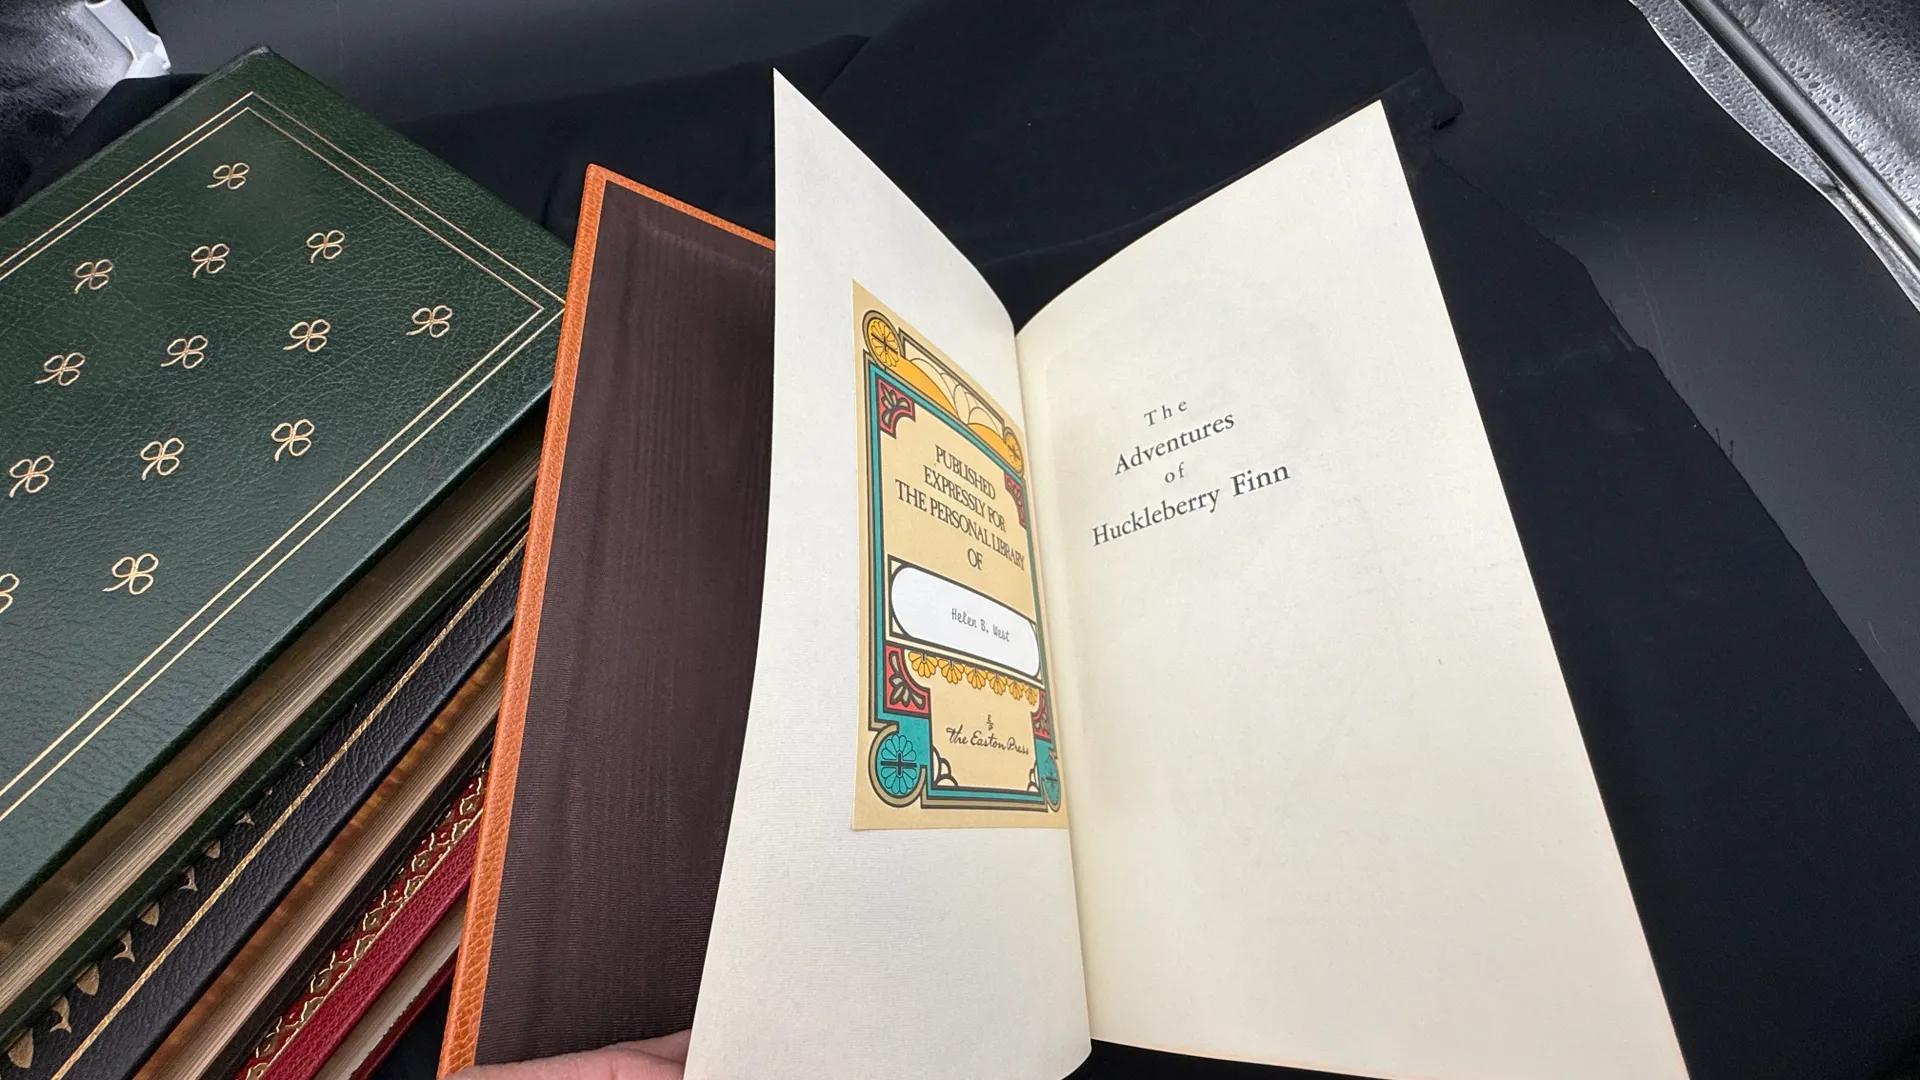 PUBLISHED
EXPRESSLY FOR
THE PERSONAL LIBRARY
OF
Helen B. West
by
The Easton Press
The
Adventures
of
Huckleberry Finn